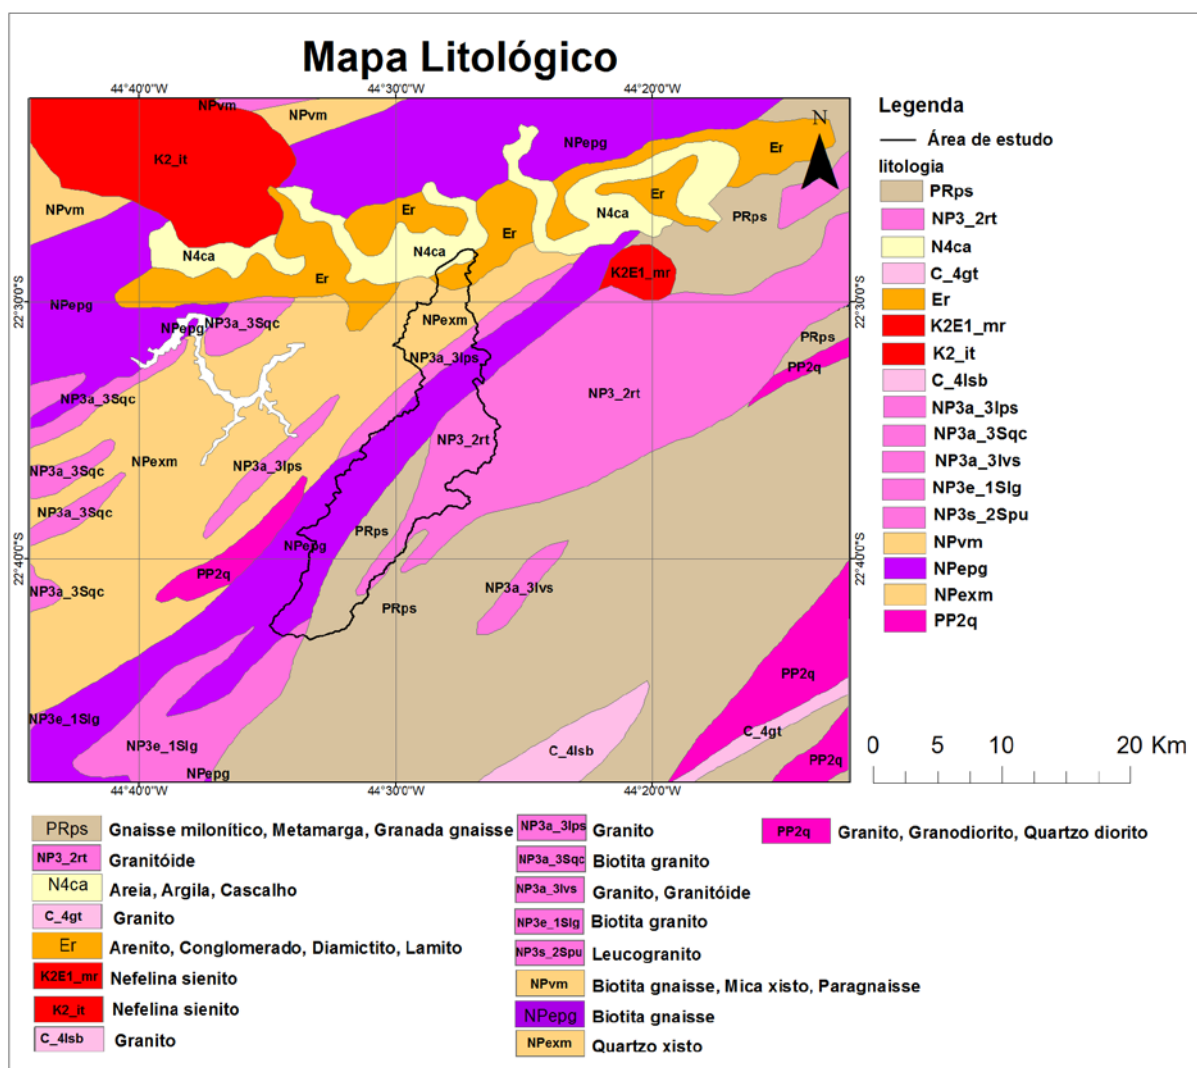 Mapa Litológico
44°40'0"W 44°30'0"W 44°20'0"W
NPvm
NPvm
K2_it
NPepg
Er
N
NPvm
Er
Er
N4ca
PRps
Er
N4ca
N4ca
Er
K2E1_mr
22°30'0"S
22°30'0"S
NPepg
NPepg
NP3a_3Sqc
NPexm
PRps
NP3a_3lps
PP2q
NP3a_3Sqc
NP3_2rt
NP3_2rt
NPexm
NP3a_3lps
NP3a_3Sqc
NP3a_3Sqc
PRps
NPepg
22°40'0"S
22°40'0"S
PP2q
NP3a_3Sqc
NP3a_3lvs
PRps
PP2q
NP3e_1Slg
C_4gt
NP3e_1Slg
C_4lsb
PP2q
NPepg
44°40'0"W 44°30'0"W 44°20'0"W
Legenda
Área de estudo
litologia
PRps
NP3_2rt
N4ca
C_4gt
Er
K2E1_mr
K2_it
C_4lsb
NP3a_3lps
NP3a_3Sqc
NP3a_3lvs
NP3e_1Slg
NP3s_2Spu
NPvm
NPepg
NPexm
PP2q
0 5 10 20 Km
PRps Gnaisse milonítico, Metamarga, Granada gnaisse
NP3_2rt Granitóide
N4ca Areia, Argila, Cascalho
C_4gt Granito
Er Arenito, Conglomerado, Diamictito, Lamito
K2E1_mr Nefelina sienito
K2_it Nefelina sienito
C_4lsb Granito
NP3a_3lps Granito
NP3a_3Sqc Biotita granito
NP3a_3lvs Granito, Granitóide
NP3e_1Slg Biotita granito
NP3s_2Spu Leucogranito
NPvm Biotita gnaisse, Mica xisto, Paragnaisse
NPepg Biotita gnaisse
NPexm Quartzo xisto
PP2q Granito, Granodiorito, Quartzo diorito